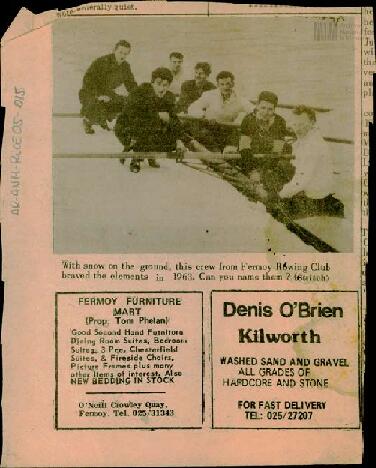 With snow on the ground, this crew from Fermoy Rowing Club
braved the elements in 1963. Can you name them?
FERMOY FURNITURE
MART
(Prop: Tom Phelan)
Good Second Hand Furniture
Dining Room Suites, Bedroom
Suites, 3 Pce. Chesterfield
Suites, & Fireside Chairs,
Picture Frames plus many
other items of interest. Also
NEW BEDDING IN STOCK
O'Neill Crowley Quay,
Fermoy. Tel. 025/31343
Denis O'Brien
Kilworth
WASHED SAND AND GRAVEL
ALL GRADES OF
HARDCORE AND STONE
FOR FAST DELIVERY
TEL: 025/27207